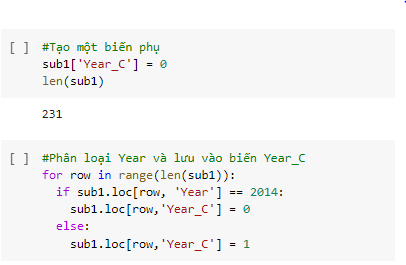 [ ] #Tạo một biến phụ
sub1['Year_C'] = 0
len(sub1)
231
[ ] #Phân loại Year và lưu vào biến Year_C
for row in range(len(sub1)):
  if sub1.loc[row, 'Year'] == 2014:
    sub1.loc[row,'Year_C'] = 0
  else:
    sub1.loc[row,'Year_C'] = 1